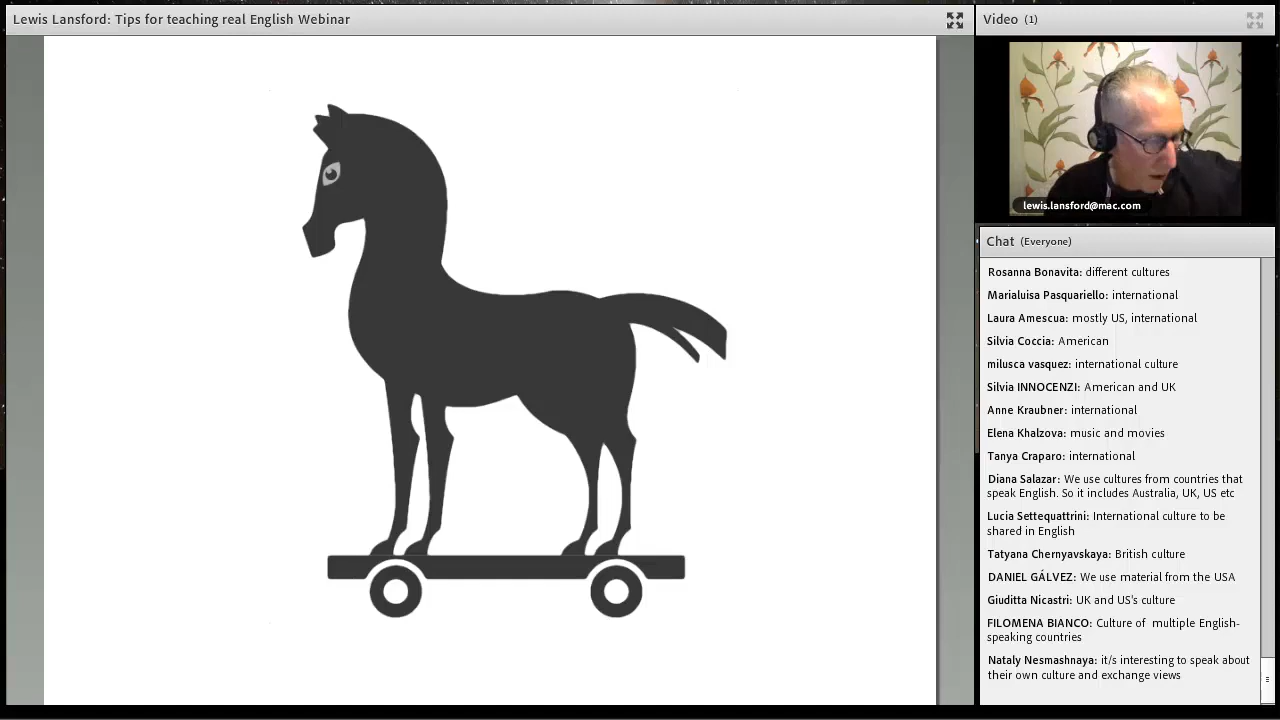 Lewis Lansford: Tips for teaching real English Webinar
Video (1)
lewis.lansford@mac.com
Chat (Everyone)
Rosanna Bonavita: different cultures
Marialuisa Pasquariello: international
Laura Amescua: mostly US, international
Silvia Coccia: American
milusca vasquez: international culture
Silvia INNOCENZI: American and UK
Anne Kraubner: international
Elena Khalzova: music and movies
Tanya Craparo: international
Diana Salazar: We use cultures from countries that
speak English. So it includes Australia, UK, US etc
Lucia Settequattrini: International culture to be
shared in English
Tatyana Chernyavskaya: British culture
DANIEL GÁLVEZ: We use material from the USA
Giuditta Nicastri: UK and US's culture
FILOMENA BIANCO: Culture of  multiple English-
speaking countries
Nataly Nesmashnaya: it/s interesting to speak about
their own culture and exchange views